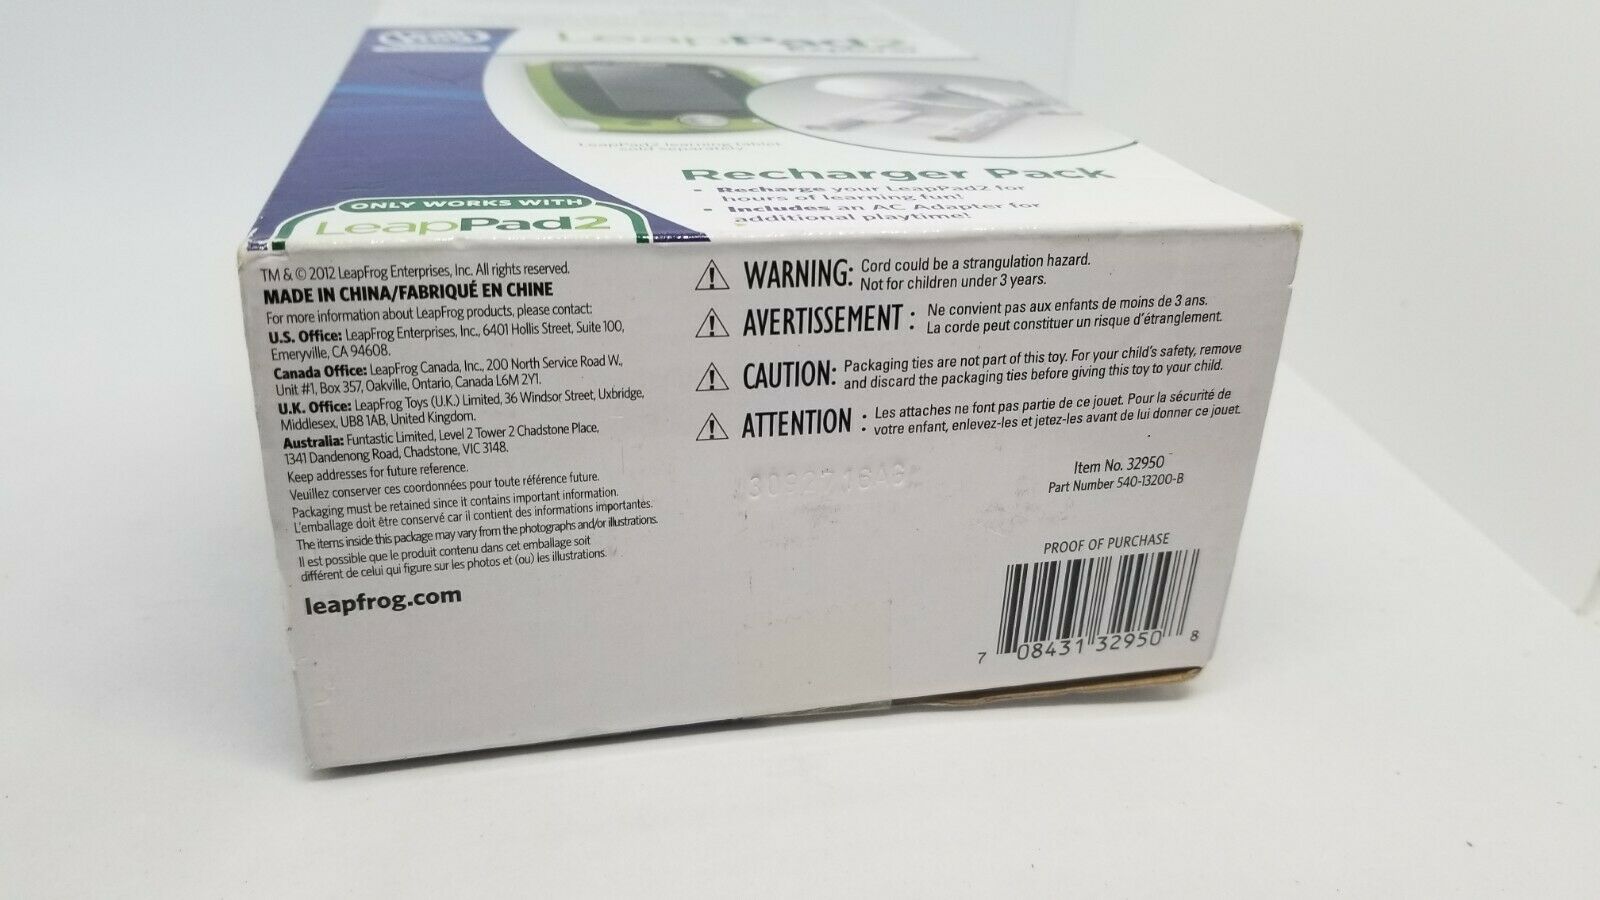 LeapPad2
LeapPad2 learning tablet
sold separately
Recharger Pack
• Recharge your LeapPad2 for
hours of learning fun!
• Includes an AC Adapter for
additional playtime!
ONLY WORKS WITH
LeapPad2
TM & © 2012 LeapFrog Enterprises, Inc. All rights reserved.
MADE IN CHINA/FABRIQUÉ EN CHINE
For more information about LeapFrog products, please contact:
U.S. Office: LeapFrog Enterprises, Inc., 6401 Hollis Street, Suite 100,
Emeryville, CA 94608.
Canada Office: LeapFrog Canada, Inc., 200 North Service Road W.,
Unit #1, Box 357, Oakville, Ontario, Canada L6M 2Y1.
U.K. Office: LeapFrog Toys (U.K.) Limited, 36 Windsor Street, Uxbridge,
Middlesex, UB8 1AB, United Kingdom.
Australia: Funtastic Limited, Level 2 Tower 2 Chadstone Place,
1341 Dandenong Road, Chadstone, VIC 3148.
Keep addresses for future reference.
Veuillez conserver ces coordonnées pour toute référence future.
Packaging must be retained since it contains important information.
L'emballage doit être conservé car il contient des informations importantes.
The items inside this package may vary from the photographs and/or illustrations.
Il est possible que le produit contenu dans cet emballage soit
différent de celui qui figure sur les photos et (ou) les illustrations.
leapfrog.com
WARNING: Cord could be a strangulation hazard.
Not for children under 3 years.
AVERTISSEMENT : Ne convient pas aux enfants de moins de 3 ans.
La corde peut constituer un risque d'étranglement.
CAUTION: Packaging ties are not part of this toy. For your child's safety, remove
and discard the packaging ties before giving this toy to your child.
ATTENTION : Les attaches ne font pas partie de ce jouet. Pour la sécurité de
votre enfant, enlevez-les et jetez-les avant de lui donner ce jouet.
Item No. 32950
Part Number 540-13200-B
PROOF OF PURCHASE
7 08431 32950 8